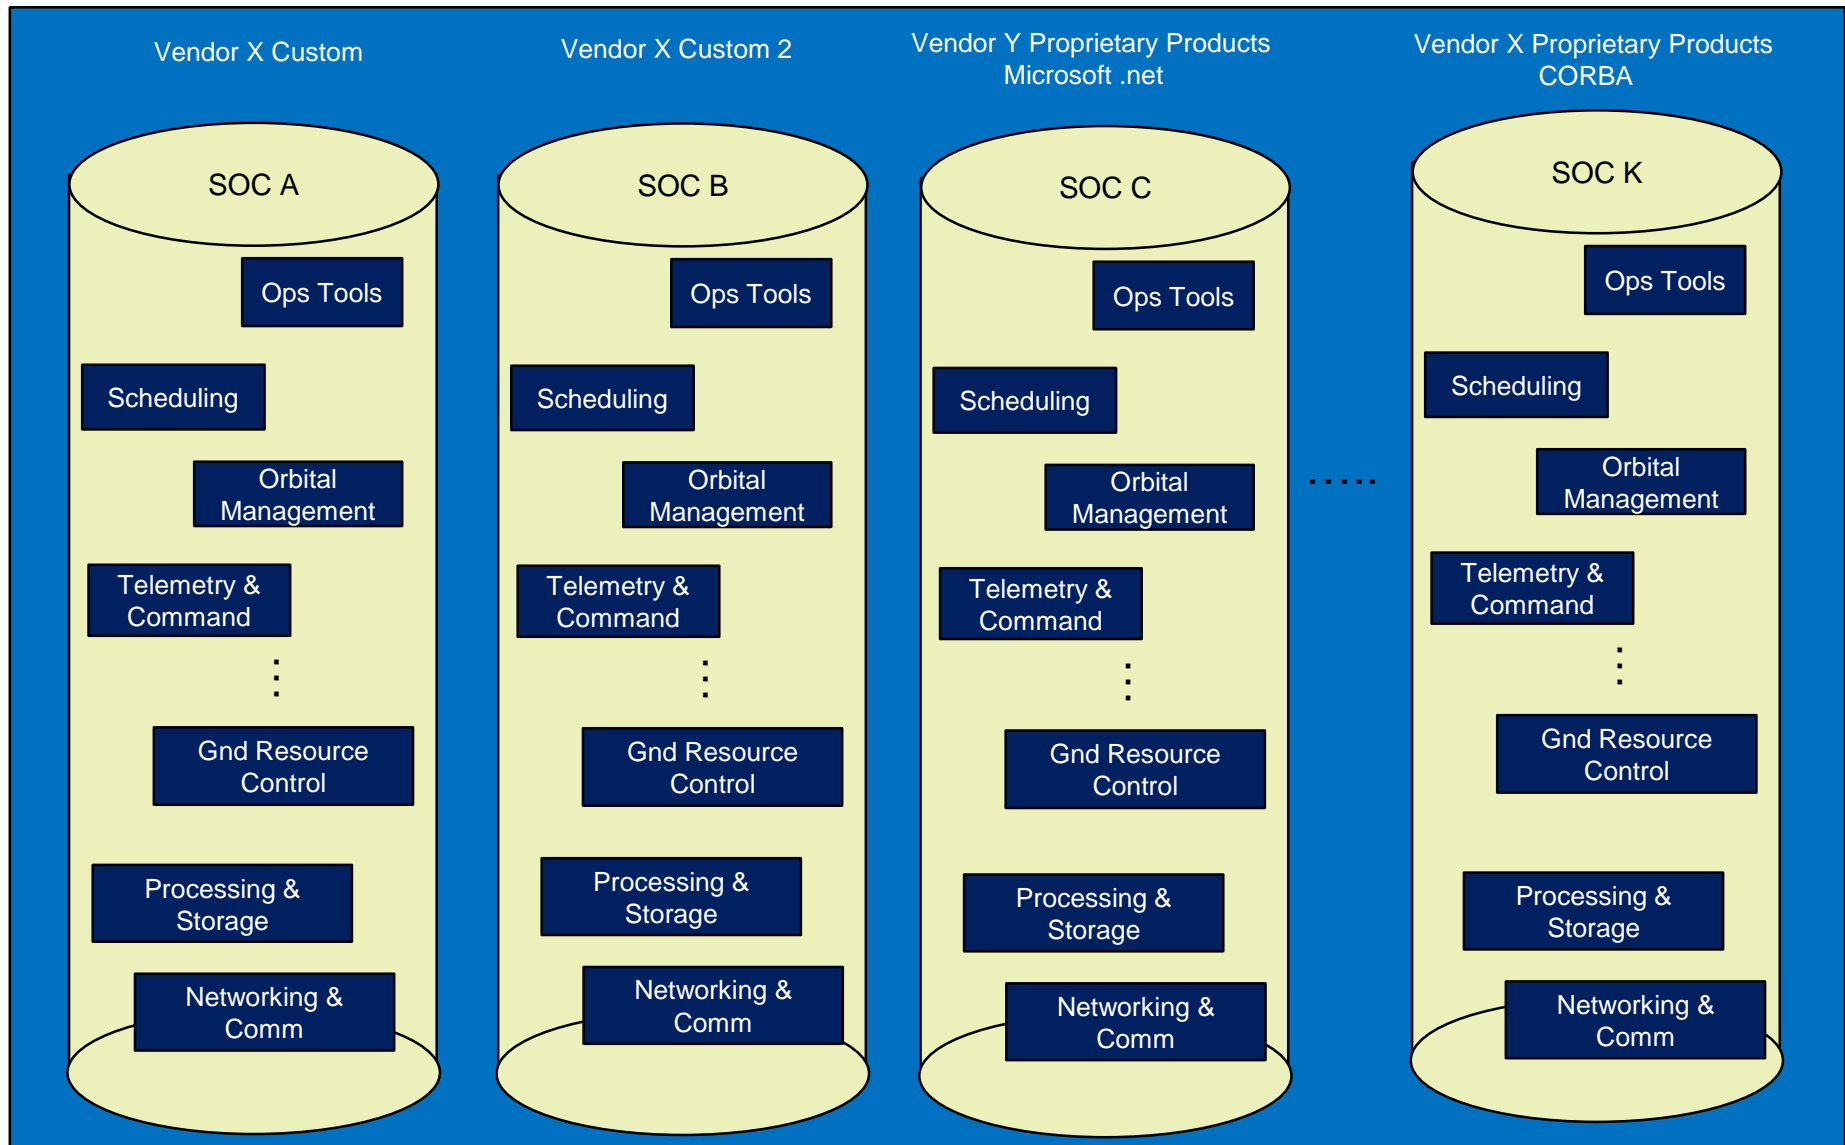 Vendor X Custom
Vendor X Custom 2
Vendor Y Proprietary Products
Microsoft .net
Vendor X Proprietary Products
CORBA
SOC A
Ops Tools
Scheduling
Orbital
Management
Telemetry &
Command
Gnd Resource
Control
Processing &
Storage
Networking &
Comm
SOC B
Ops Tools
Scheduling
Orbital
Management
Telemetry &
Command
Gnd Resource
Control
Processing &
Storage
Networking &
Comm
SOC C
Ops Tools
Scheduling
Orbital
Management
Telemetry &
Command
Gnd Resource
Control
Processing &
Storage
Networking &
Comm
.....
SOC K
Ops Tools
Scheduling
Orbital
Management
Telemetry &
Command
Gnd Resource
Control
Processing &
Storage
Networking &
Comm